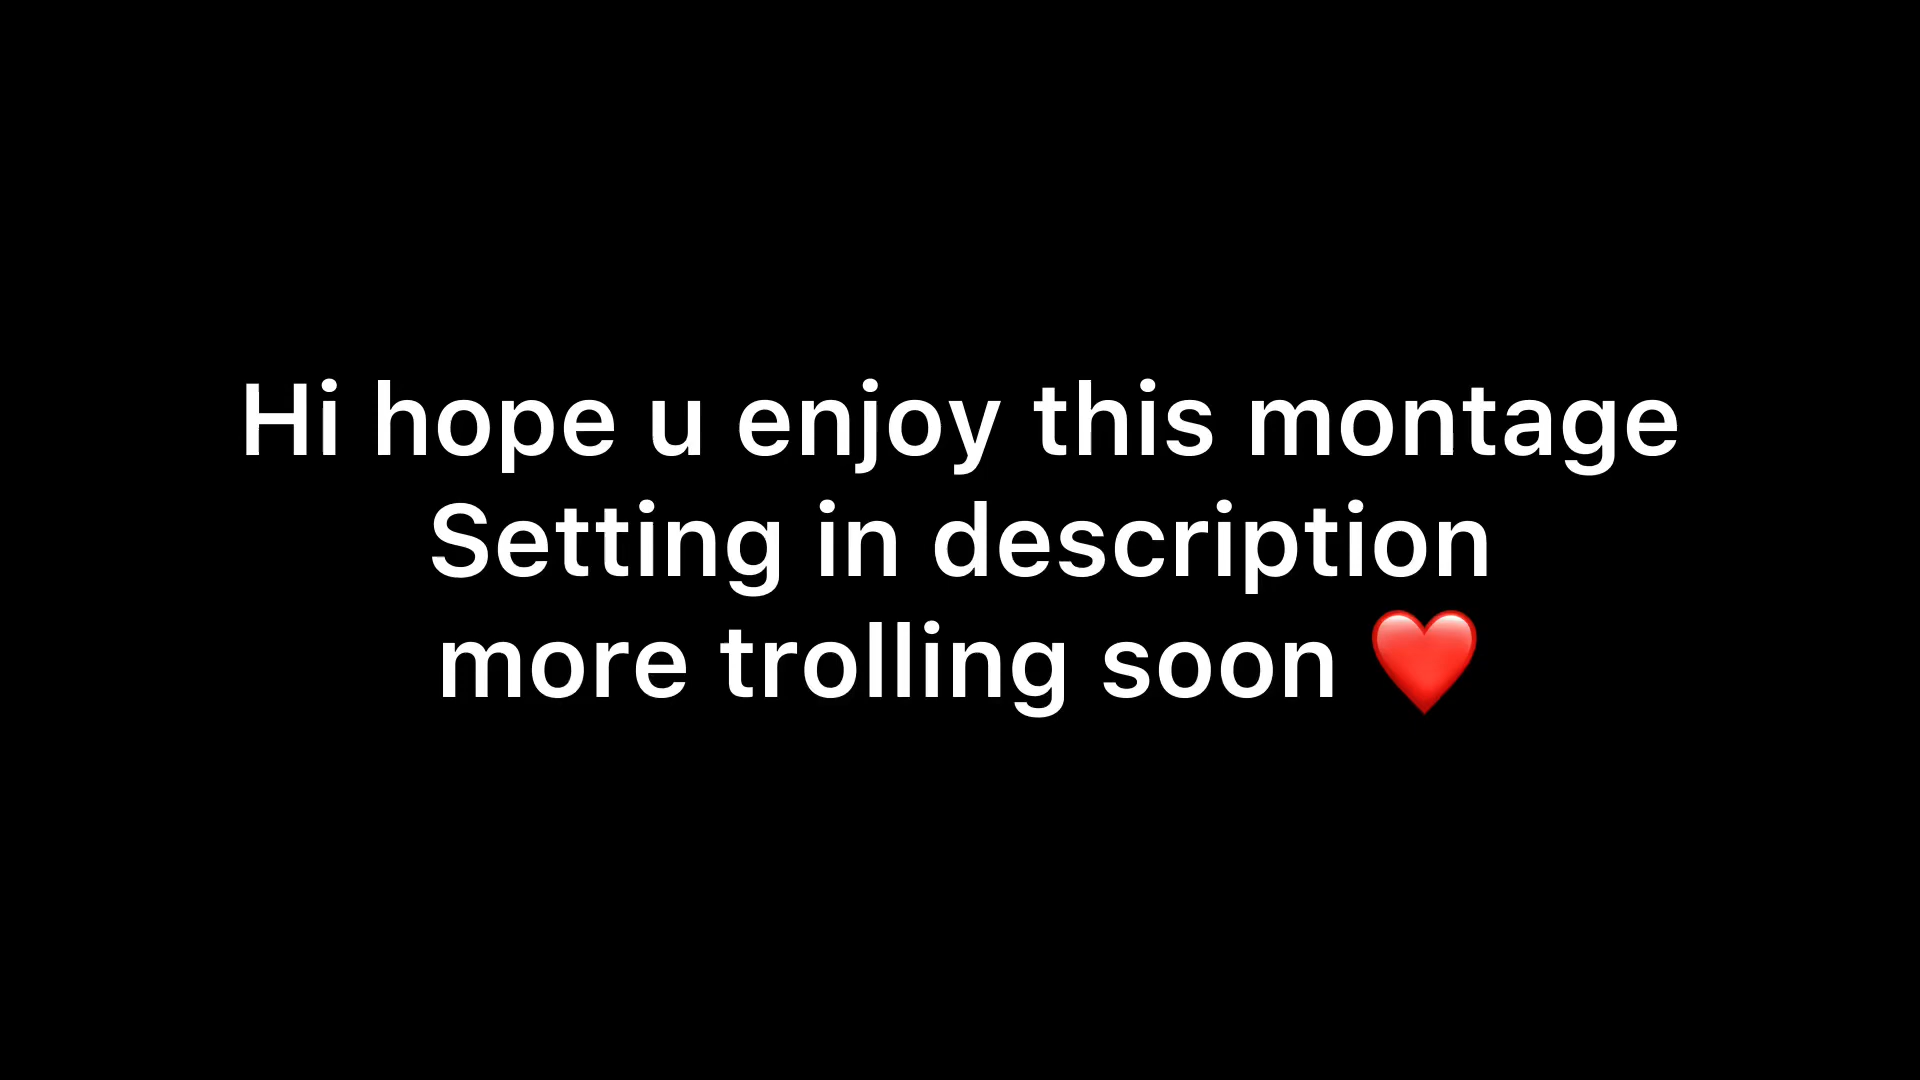 Hi hope u enjoy this montage
Setting in description
more trolling soon ❤️